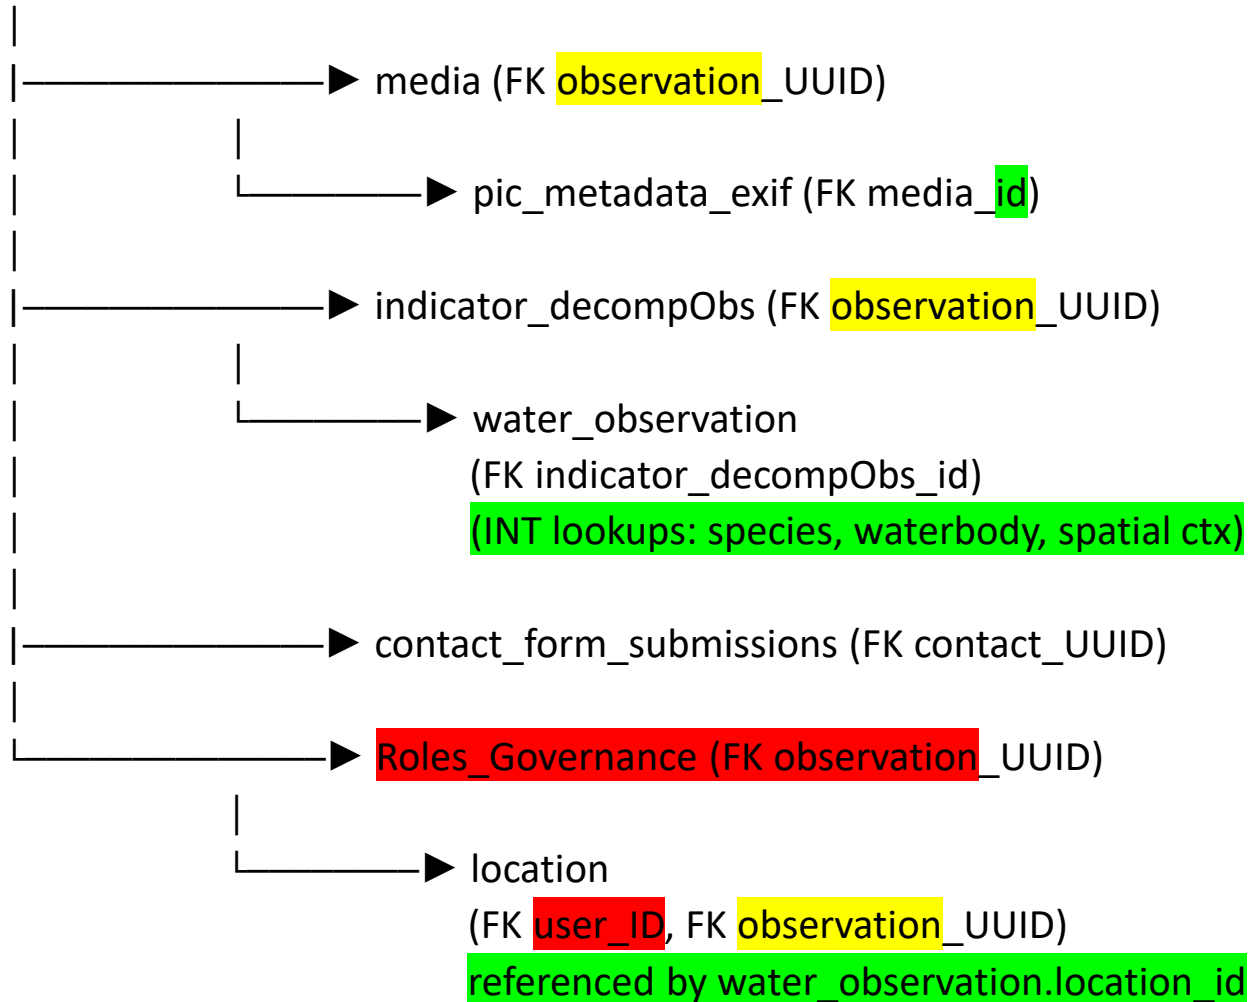 media (FK observation_UUID)
pic_metadata_exif (FK media_id)
indicator_decompObs (FK observation_UUID)
water_observation
(FK indicator_decompObs_id)
(INT lookups: species, waterbody, spatial ctx)
contact_form_submissions (FK contact_UUID)
Roles_Governance (FK observation_UUID)
location
(FK user_ID, FK observation_UUID)
referenced by water_observation.location_id